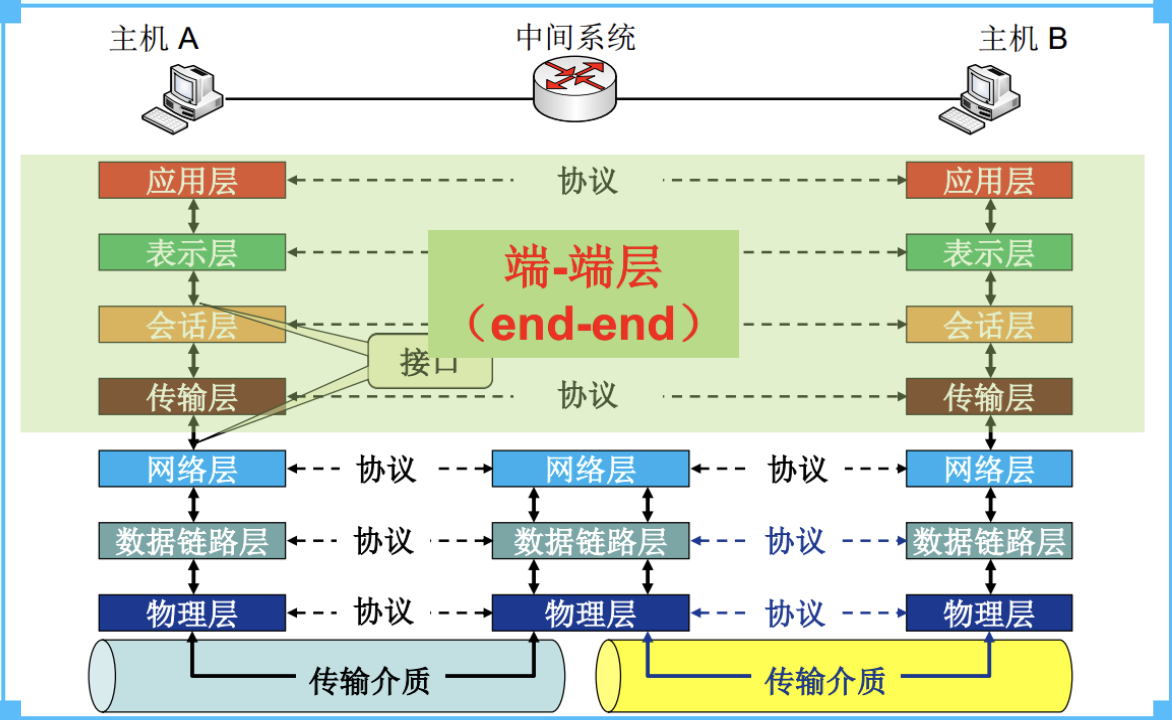 主机 A
中间系统
主机 B
应用层
协议
应用层
表示层
表示层
端-端层
（end-end）
会话层
会话层
接口
传输层
协议
传输层
网络层
协议
网络层
协议
网络层
数据链路层
协议
数据链路层
协议
数据链路层
物理层
协议
物理层
协议
物理层
传输介质
传输介质